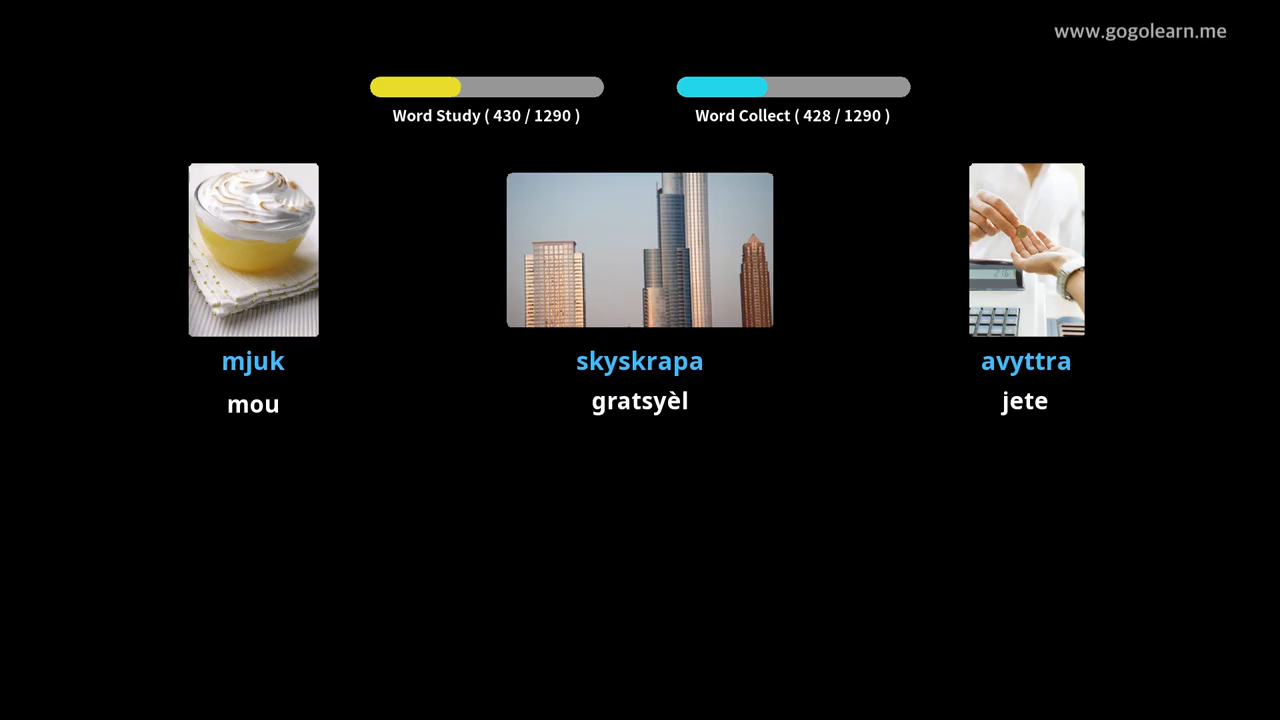 www.gogolearn.me
Word Study ( 430 / 1290 )
Word Collect ( 428 / 1290 )
mjuk
mou
skyskrapa
gratsyèl
avyttra
jete